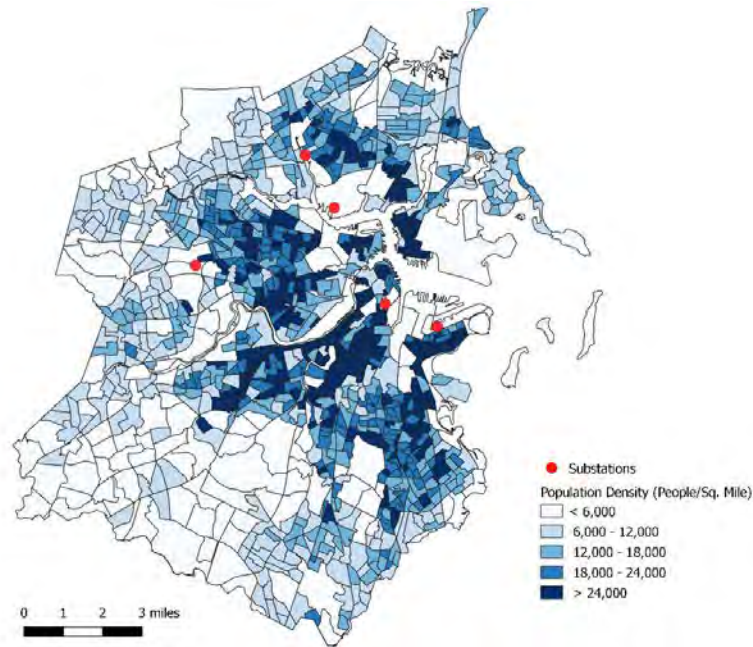 Substations
Population Density (People/Sq. Mile)
< 6,000
6,000 - 12,000
12,000 - 18,000
18,000 - 24,000
> 24,000
0 1 2 3 miles